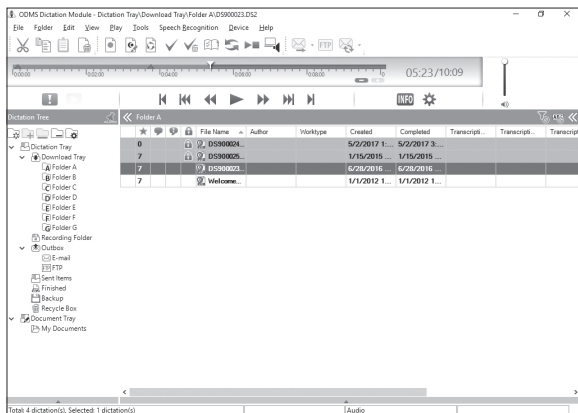 ODMS Dictation Module - Dictation Tray\Download Tray\Folder A\DS900023.DS2
File Folder Edit View Play Tools Speech Recognition Device Help
FTP
0:00:00 0:02:00 0:04:00 0:06:00 0:08:00 05:23/10:09
INFO
Dictation Tree Folder A
File Name Author Worktype Created Completed Transcripti... Transcripti... Transcrip
0 DS900024... 5/2/2017 1:... 5/2/2017 3:...
7 DS900025... 1/15/2015 ... 1/15/2015 ...
7 DS900023... 6/28/2016 ... 6/28/2016 ...
7 Welcome... 1/1/2012 1... 1/1/2012 1...
Dictation Tray
Download Tray
Folder A
Folder B
Folder C
Folder D
Folder E
Folder F
Folder G
Recording Folder
Outbox
E-mail
FTP
Sent Items
Finished
Backup
Recycle Box
Document Tray
My Documents
Total: 4 dictation(s), Selected: 1 dictation(s) Audio